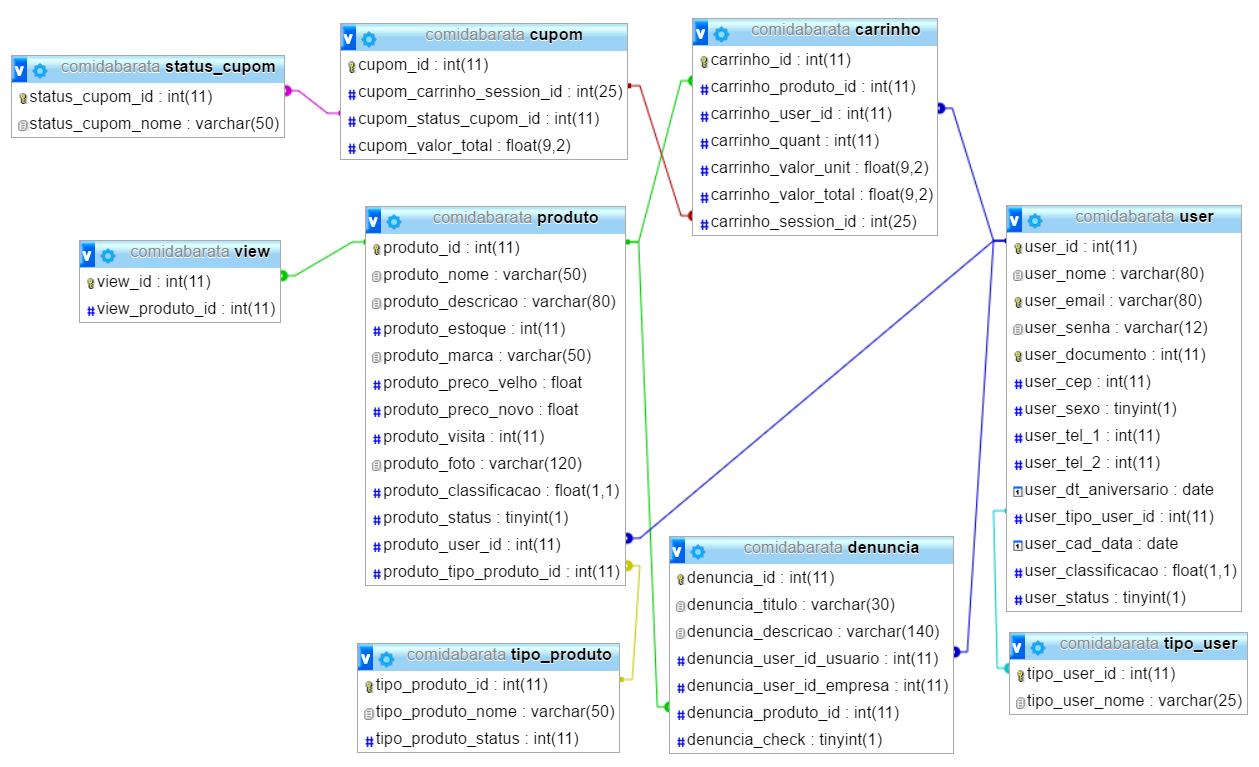 comidabarata status_cupom
status_cupom_id : int(11)
status_cupom_nome : varchar(50)
comidabarata cupom
cupom_id : int(11)
cupom_carrinho_session_id : int(25)
cupom_status_cupom_id : int(11)
cupom_valor_total : float(9,2)
comidabarata carrinho
carrinho_id : int(11)
carrinho_produto_id : int(11)
carrinho_user_id : int(11)
carrinho_quant : int(11)
carrinho_valor_unit : float(9,2)
carrinho_valor_total : float(9,2)
carrinho_session_id : int(25)
comidabarata view
view_id : int(11)
view_produto_id : int(11)
comidabarata produto
produto_id : int(11)
produto_nome : varchar(50)
produto_descricao : varchar(80)
produto_estoque : int(11)
produto_marca : varchar(50)
produto_preco_velho : float
produto_preco_novo : float
produto_visita : int(11)
produto_foto : varchar(120)
produto_classificacao : float(1,1)
produto_status : tinyint(1)
produto_user_id : int(11)
produto_tipo_produto_id : int(11)
comidabarata user
user_id : int(11)
user_nome : varchar(80)
user_email : varchar(80)
user_senha : varchar(12)
user_documento : int(11)
user_cep : int(11)
user_sexo : tinyint(1)
user_tel_1 : int(11)
user_tel_2 : int(11)
user_dt_aniversario : date
user_tipo_user_id : int(11)
user_cad_data : date
user_classificacao : float(1,1)
user_status : tinyint(1)
comidabarata tipo_produto
tipo_produto_id : int(11)
tipo_produto_nome : varchar(50)
tipo_produto_status : int(11)
comidabarata denuncia
denuncia_id : int(11)
denuncia_titulo : varchar(30)
denuncia_descricao : varchar(140)
denuncia_user_id_usuario : int(11)
denuncia_user_id_empresa : int(11)
denuncia_produto_id : int(11)
denuncia_check : tinyint(1)
comidabarata tipo_user
tipo_user_id : int(11)
tipo_user_nome : varchar(25)